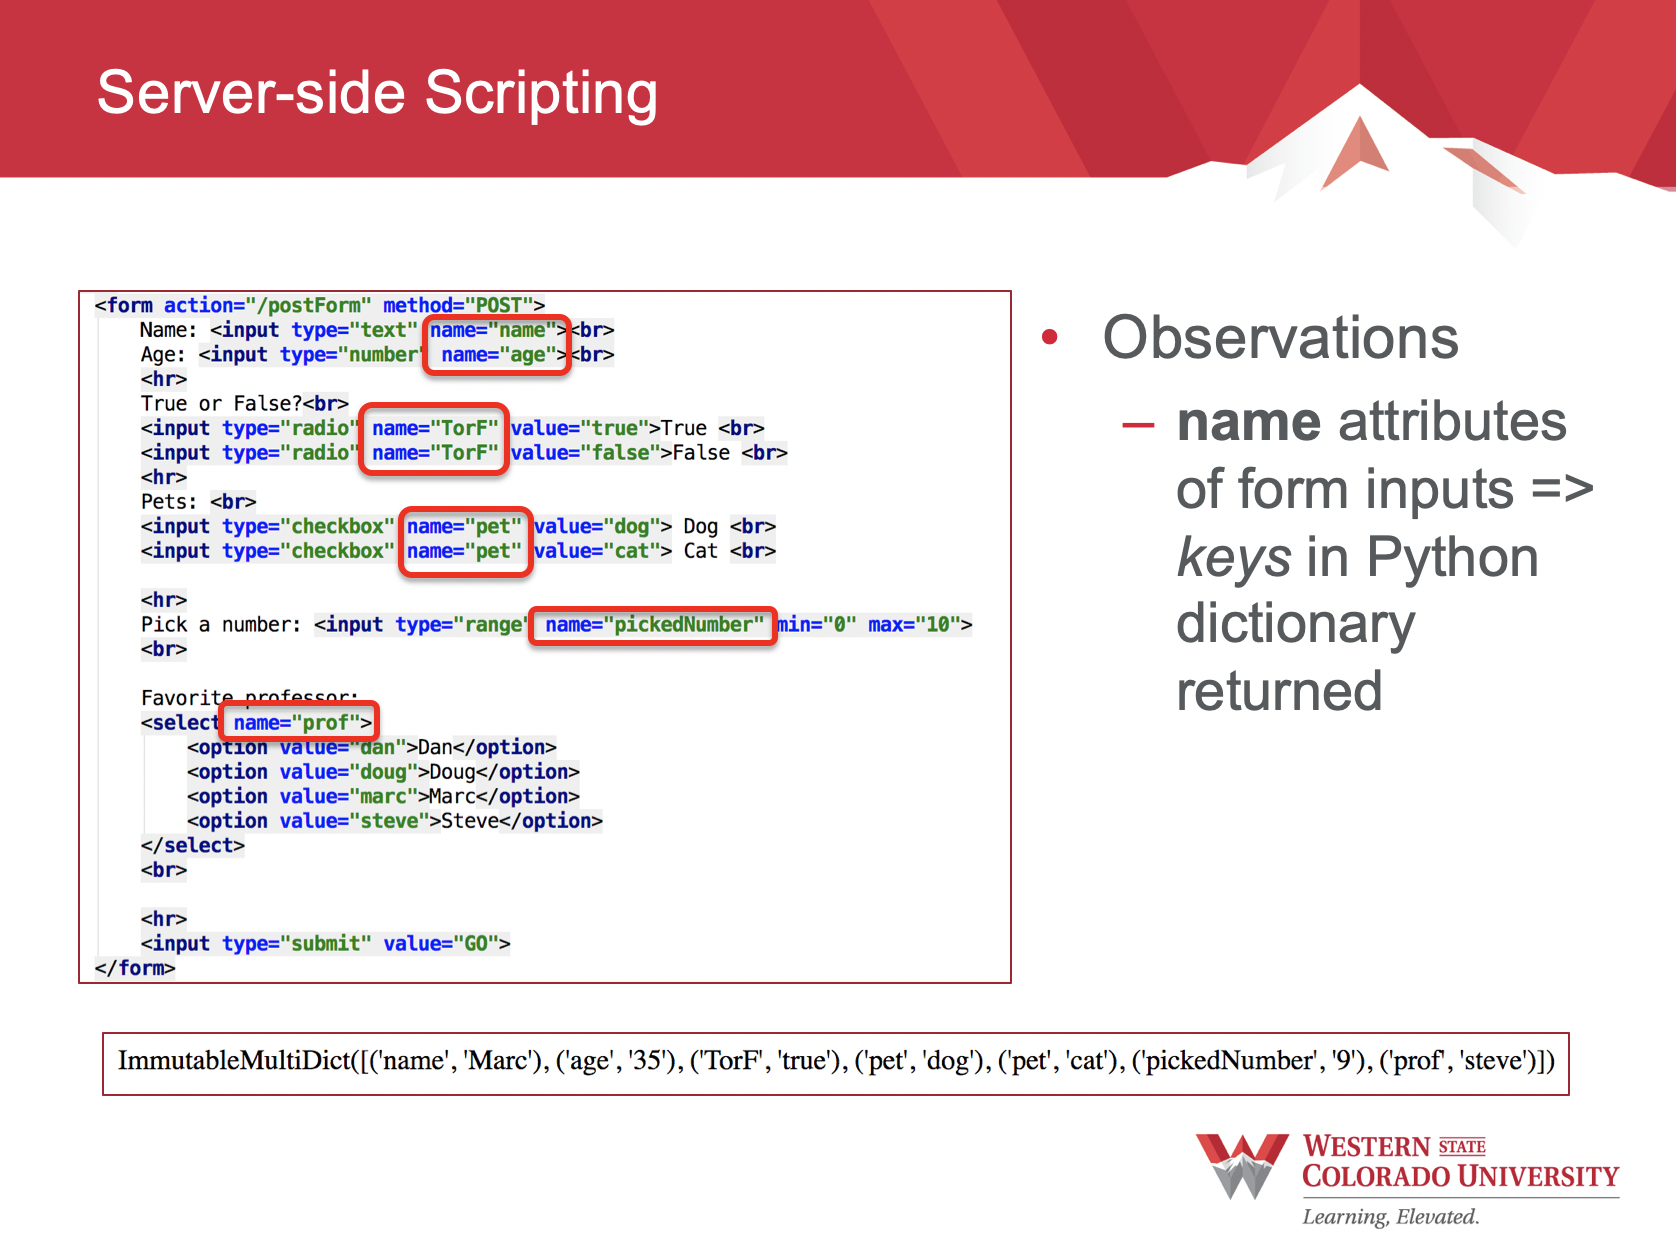 Server-side Scripting
<form action="/postForm" method="POST">
Name: <input type="text" name="name"><br>
Age: <input type="number" name="age"><br>
<hr>
True or False?<br>
<input type="radio" name="TorF" value="true">True <br>
<input type="radio" name="TorF" value="false">False <br>
<hr>
Pets: <br>
<input type="checkbox" name="pet" value="dog"> Dog <br>
<input type="checkbox" name="pet" value="cat"> Cat <br>
<hr>
Pick a number: <input type="range" name="pickedNumber" min="0" max="10">
<br>
Favorite professor:
<select name="prof">
<option value="dan">Dan</option>
<option value="doug">Doug</option>
<option value="marc">Marc</option>
<option value="steve">Steve</option>
</select>
<br>
<hr>
<input type="submit" value="GO">
</form>
• Observations
– name attributes
of form inputs =>
keys in Python
dictionary
returned
ImmutableMultiDict([('name', 'Marc'), ('age', '35'), ('TorF', 'true'), ('pet', 'dog'), ('pet', 'cat'), ('pickedNumber', '9'), ('prof', 'steve')])
WESTERN STATE
COLORADO UNIVERSITY
Learning, Elevated.